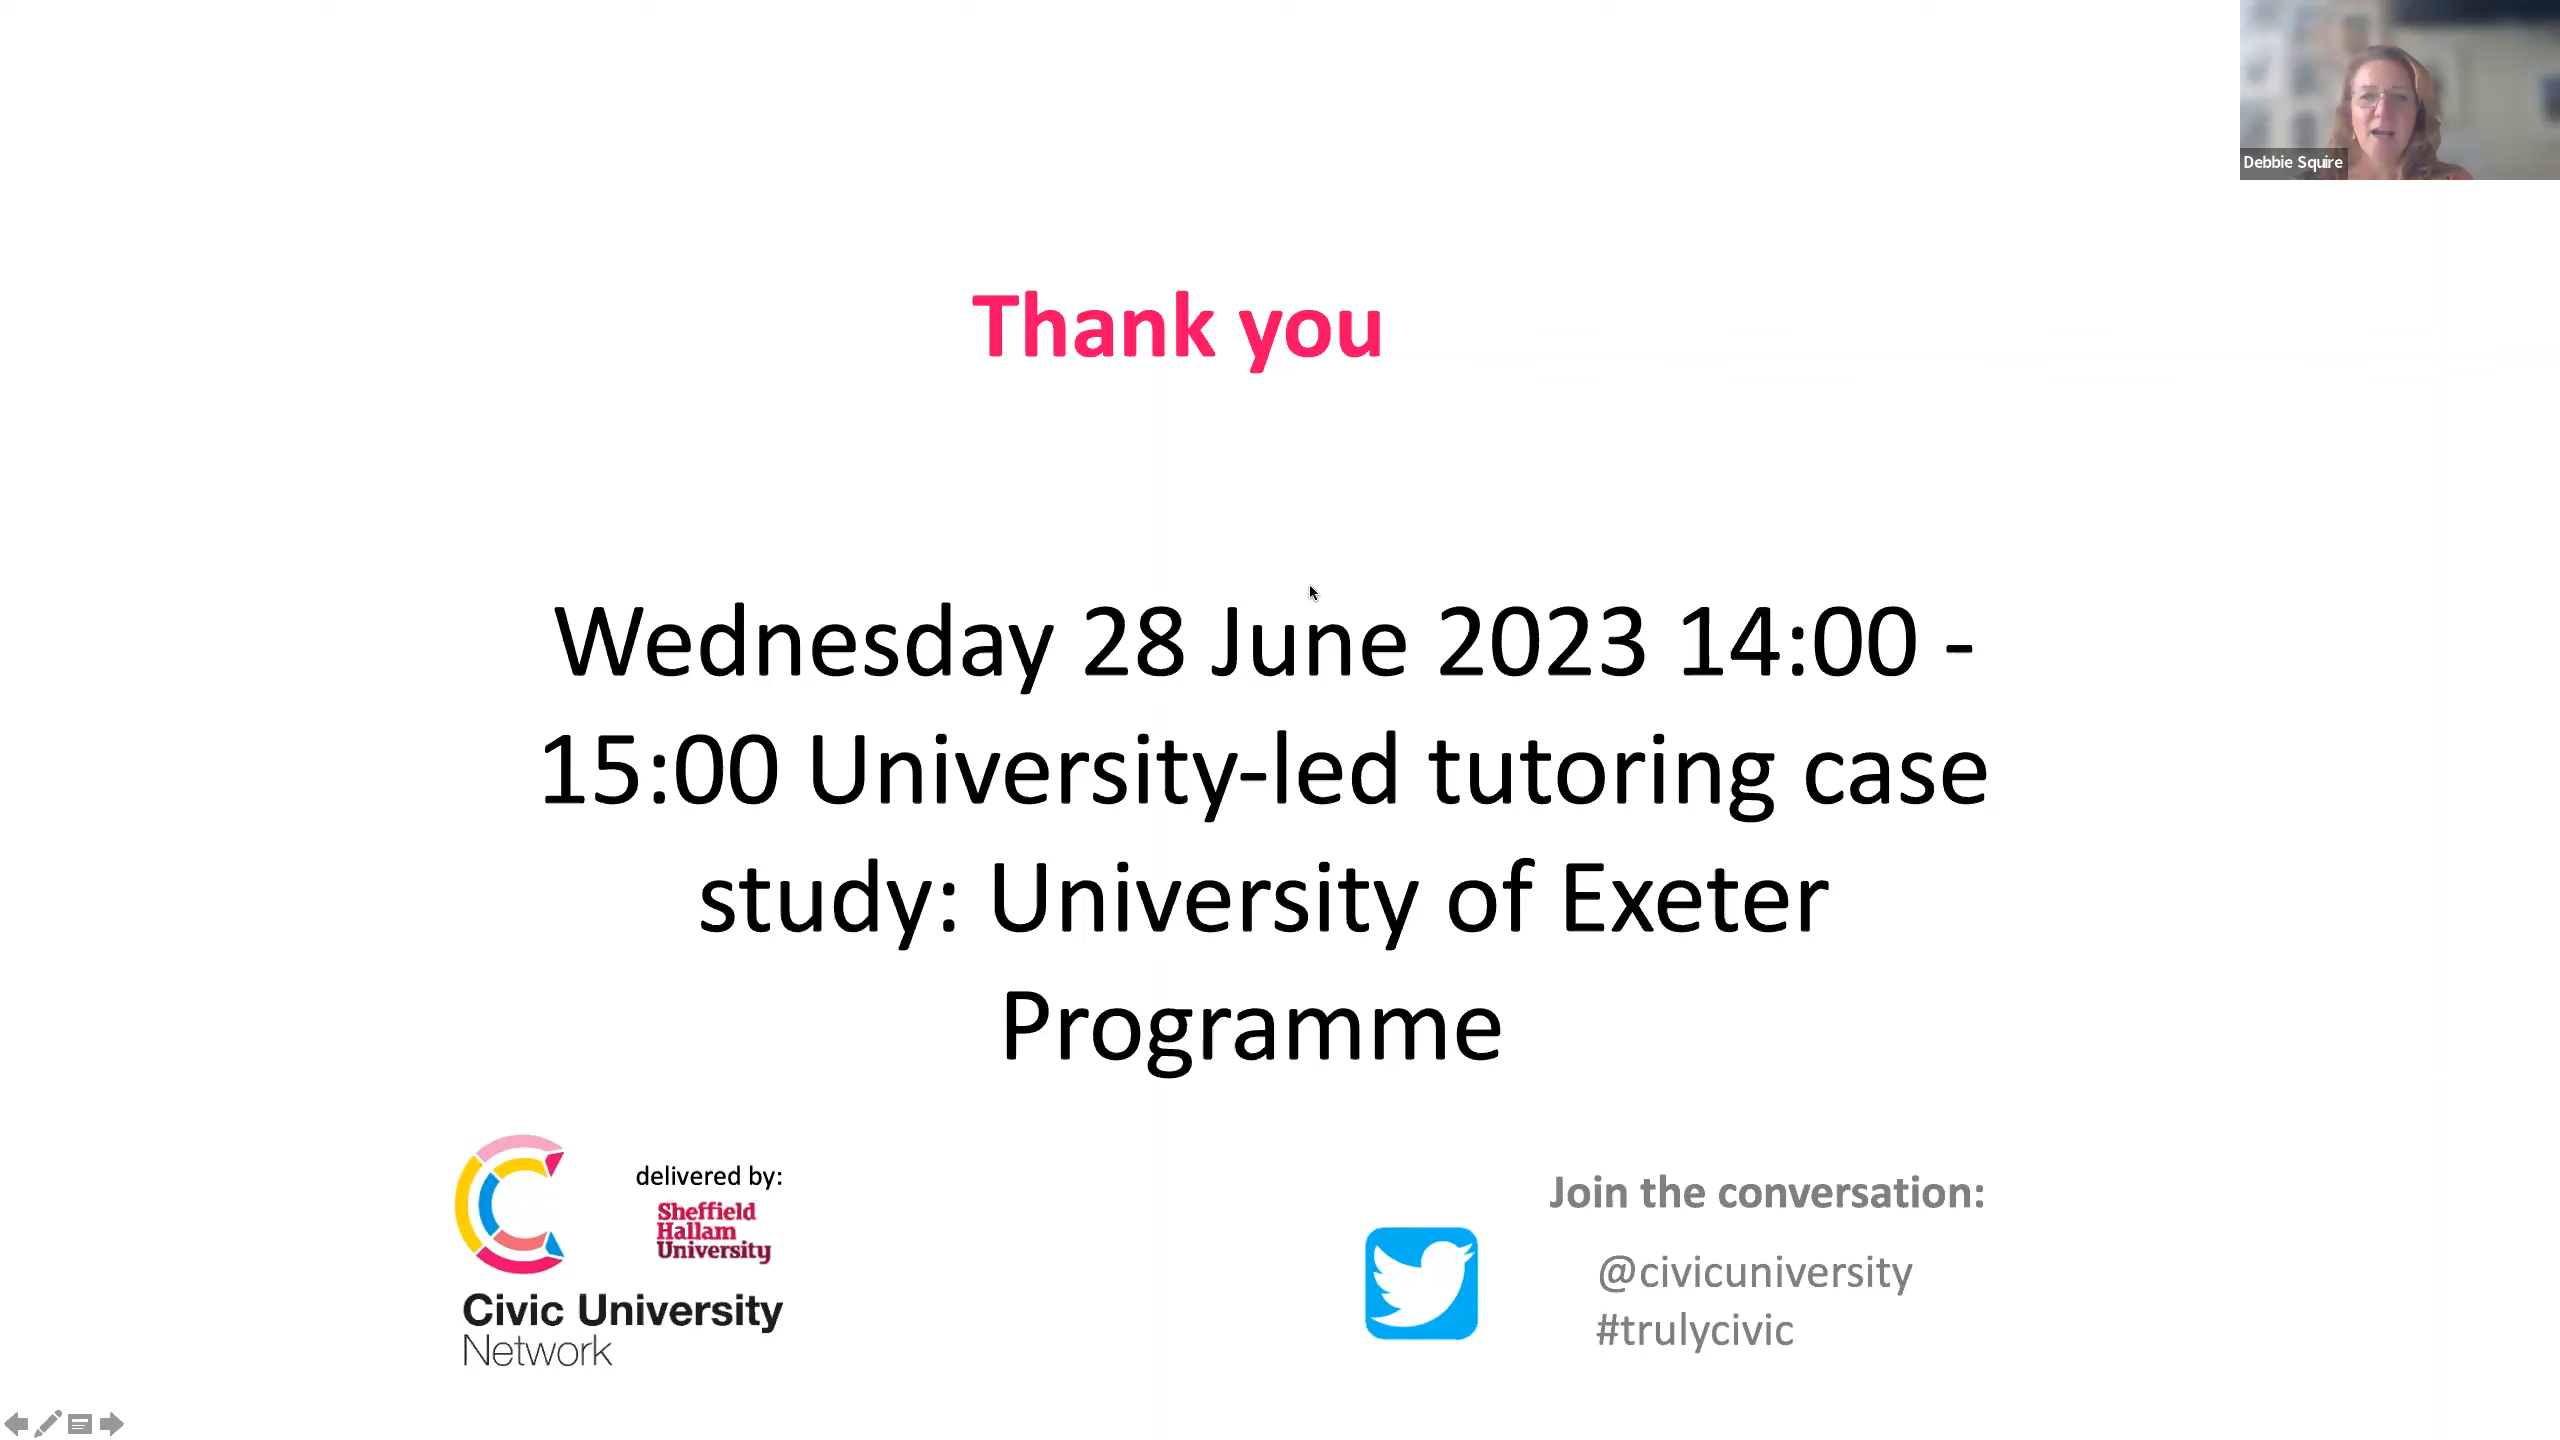 Debbie Squire
Thank you
Wednesday 28 June 2023 14:00 -
15:00 University-led tutoring case
study: University of Exeter
Programme
delivered by:
Sheffield
Hallam
University
Civic University
Network
Join the conversation:
@civicuniversity
#trulycivic